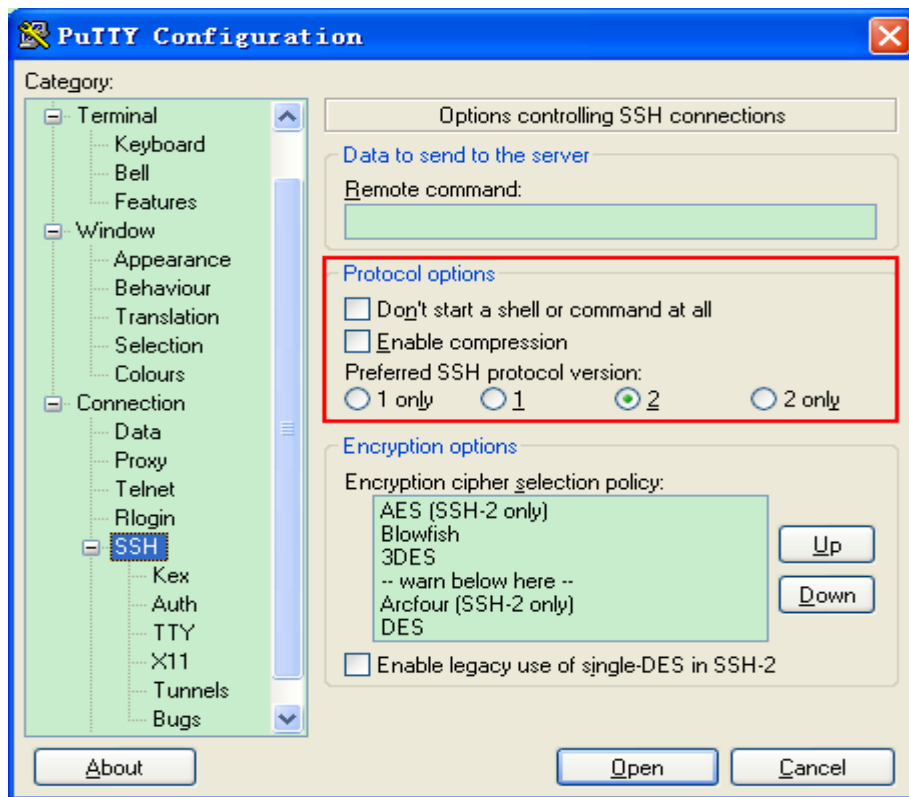 PuTTY Configuration
Category:
Terminal
Keyboard
Bell
Features
Window
Appearance
Behaviour
Translation
Selection
Colours
Connection
Data
Proxy
Telnet
Rlogin
SSH
Kex
Auth
TTY
X11
Tunnels
Bugs
Options controlling SSH connections
Data to send to the server
Remote command:
Protocol options
Don't start a shell or command at all
Enable compression
Preferred SSH protocol version:
1 only 1 2 2 only
Encryption options
Encryption cipher selection policy:
AES (SSH-2 only)
Blowfish
3DES
-- warn below here --
Arcfour (SSH-2 only)
DES
Up
Down
Enable legacy use of single-DES in SSH-2
About Open Cancel